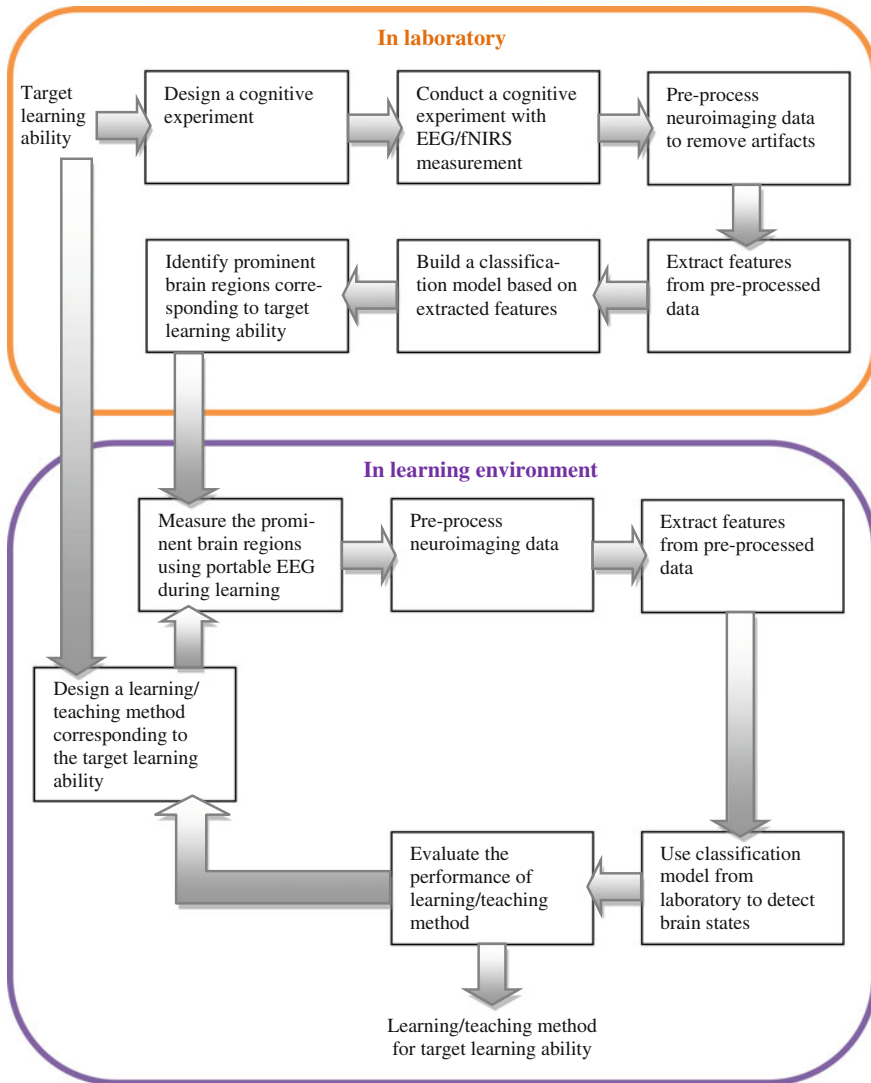 In laboratory
Target
learning
ability
Design a cognitive
experiment
Conduct a cognitive
experiment with
EEG/fNIRS
measurement
Pre-process
neuroimaging data
to remove artifacts
Extract features
from pre-processed
data
Build a classifica-
tion model based on
extracted features
Identify prominent
brain regions corre-
sponding to target
learning ability
In learning environment
Measure the promi-
nent brain regions
using portable EEG
during learning
Pre-process
neuroimaging data
Extract features
from pre-processed
data
Design a learning/
teaching method
corresponding to
the target learning
ability
Use classification
model from
laboratory to detect
brain states
Evaluate the
performance of
learning/teaching
method
Learning/teaching method
for target learning ability